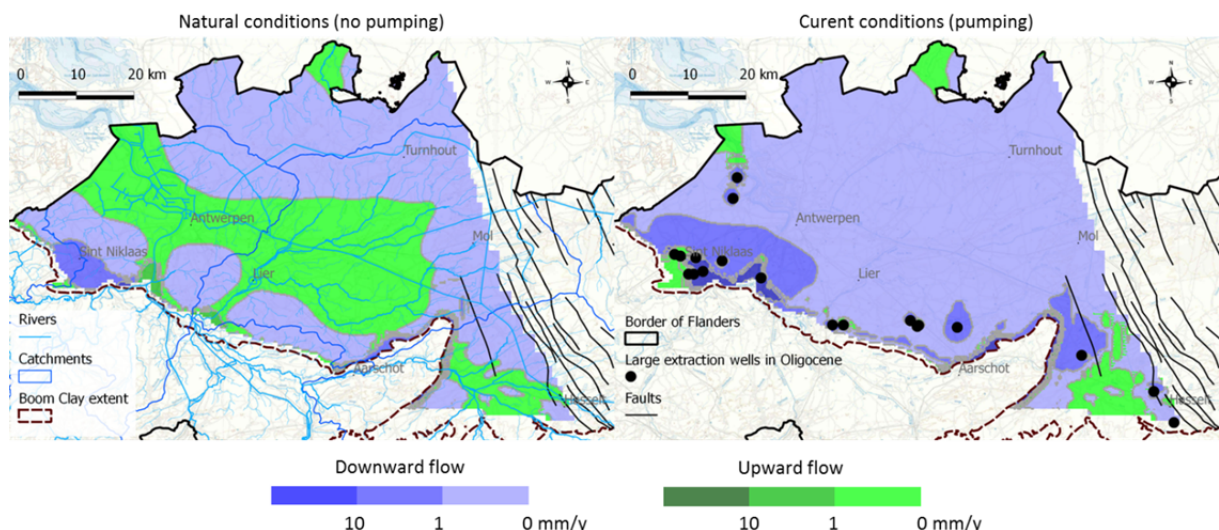 Natural conditions (no pumping)
Curent conditions (pumping)
0 10 20 km
N
W E
S
Turnhout
Antwerpen
Mol
Sint Niklaas
Lier
Rivers
Catchments
Boom Clay extent
Aarschot
Hasselt
0 10 20 km
N
W E
S
Turnhout
Antwerpen
Mol
Sint Niklaas
Lier
Border of Flanders
Large extraction wells in Oligocene
Faults
Aarschot
Hasselt
Downward flow
10 1 0 mm/y
Upward flow
10 1 0 mm/y